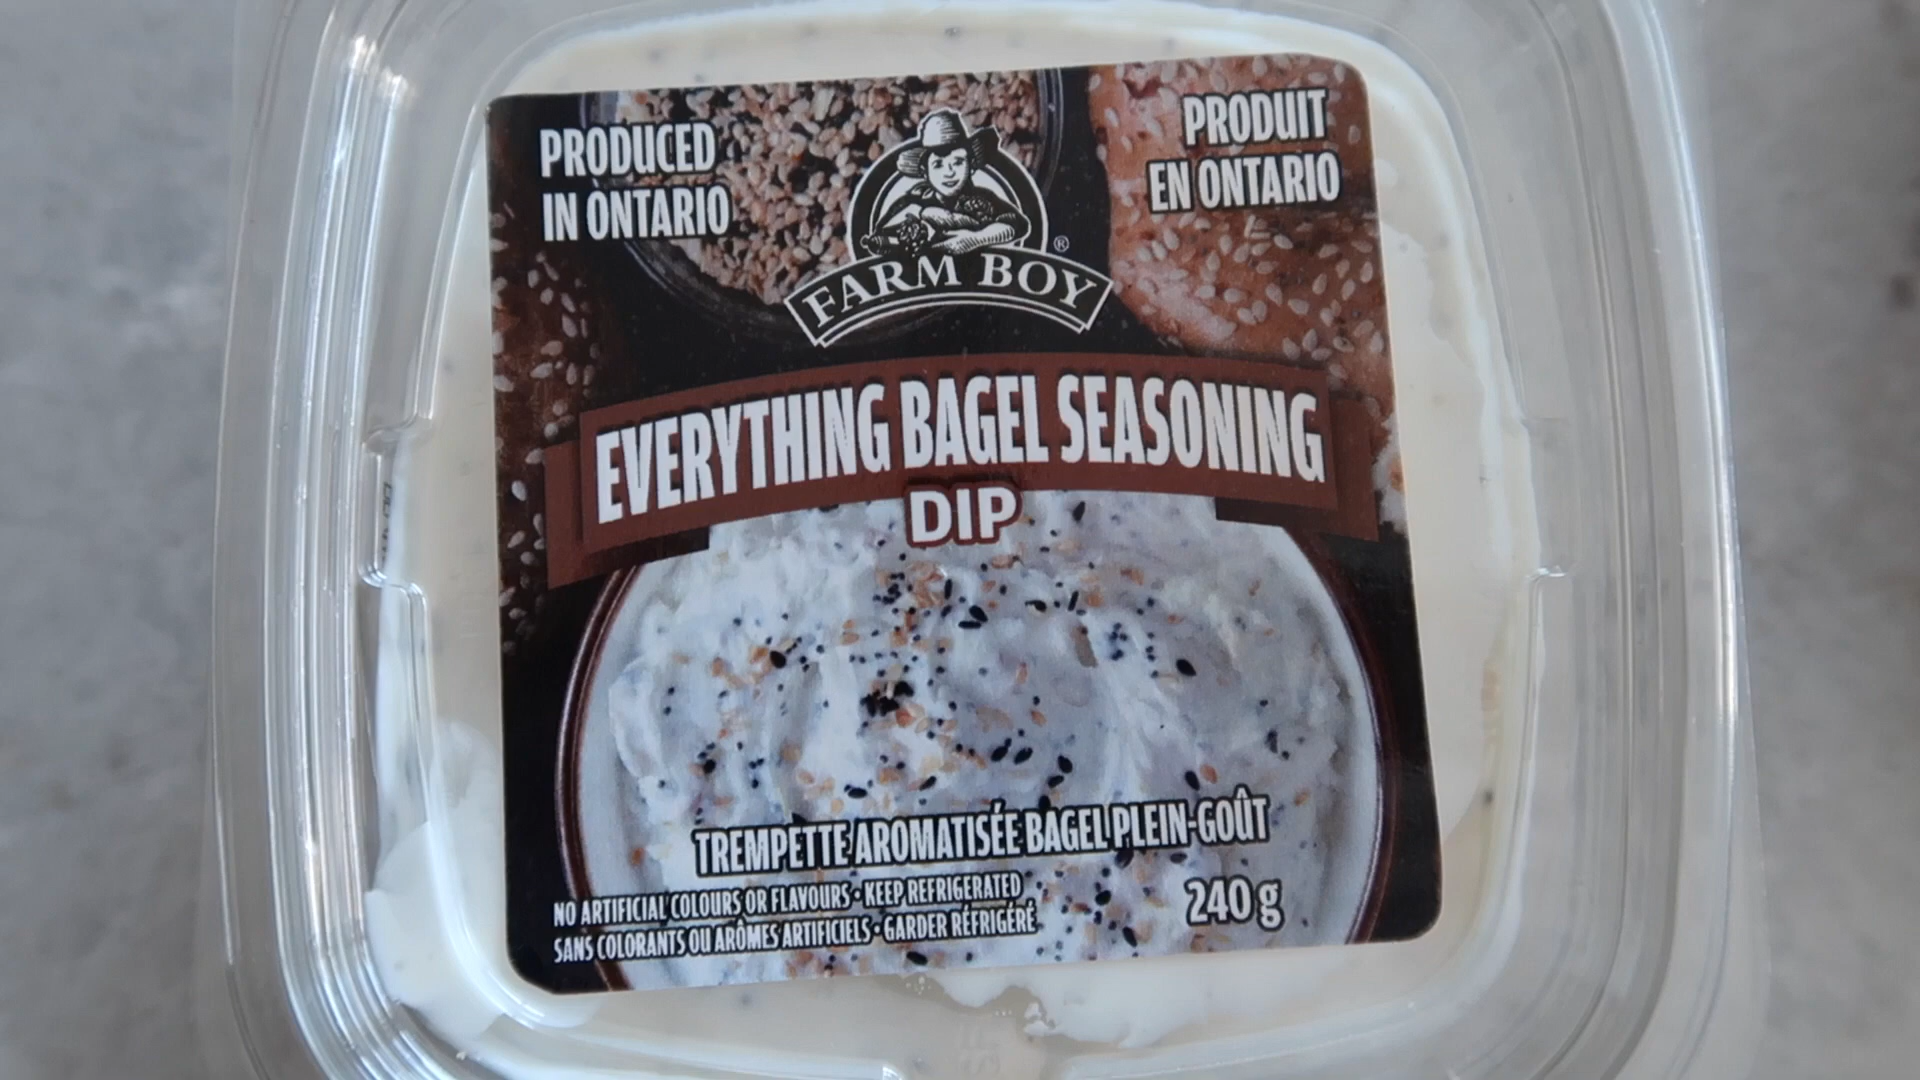 PRODUCED
IN ONTARIO
PRODUIT
EN ONTARIO
FARM BOY
®
EVERYTHING BAGEL SEASONING
DIP
TREMPETTE AROMATISÉE BAGEL PLEIN-GOÛT
NO ARTIFICIAL COLOURS OR FLAVOURS • KEEP REFRIGERATED
SANS COLORANTS OU ARÔMES ARTIFICIELS • GARDER RÉFRIGÉRÉ
240 g